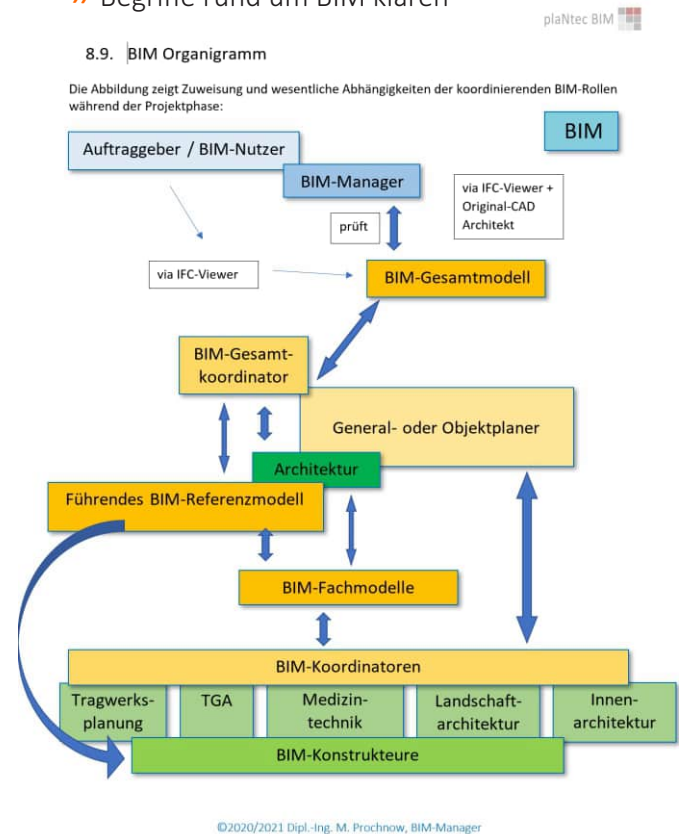 » Begriffe rund um BIM klären
plaNtec BIM
8.9. BIM Organigramm
Die Abbildung zeigt Zuweisung und wesentliche Abhängigkeiten der koordinierenden BIM-Rollen
während der Projektphase:
BIM
Auftraggeber / BIM-Nutzer
BIM-Manager
via IFC-Viewer +
Original-CAD
Architekt
prüft
via IFC-Viewer
BIM-Gesamtmodell
BIM-Gesamt-
koordinator
General- oder Objektplaner
Architektur
Führendes BIM-Referenzmodell
BIM-Fachmodelle
BIM-Koordinatoren
Tragwerks-
planung
TGA
Medizin-
technik
Landschaft-
architektur
Innen-
architektur
BIM-Konstrukteure
©2020/2021 Dipl.-Ing. M. Prochnow, BIM-Manager